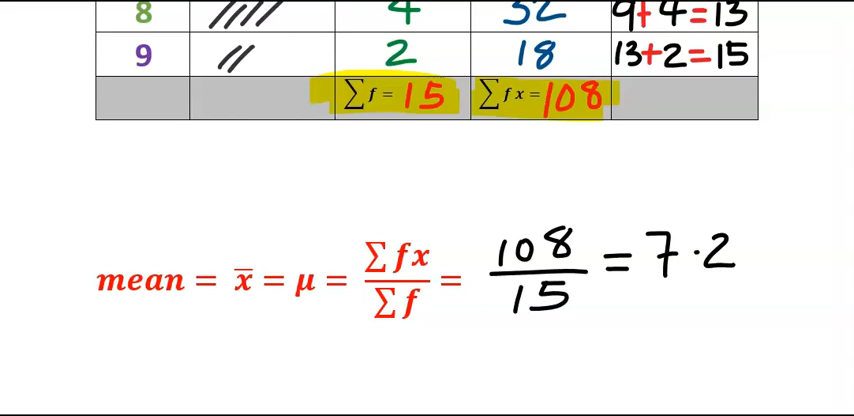 8 //// 4 32 9+4=13
9 // 2 18 13+2=15
∑f = 15 ∑f x = 108
mean = x̄ = μ = ∑fx / ∑f = 108 / 15 = 7·2